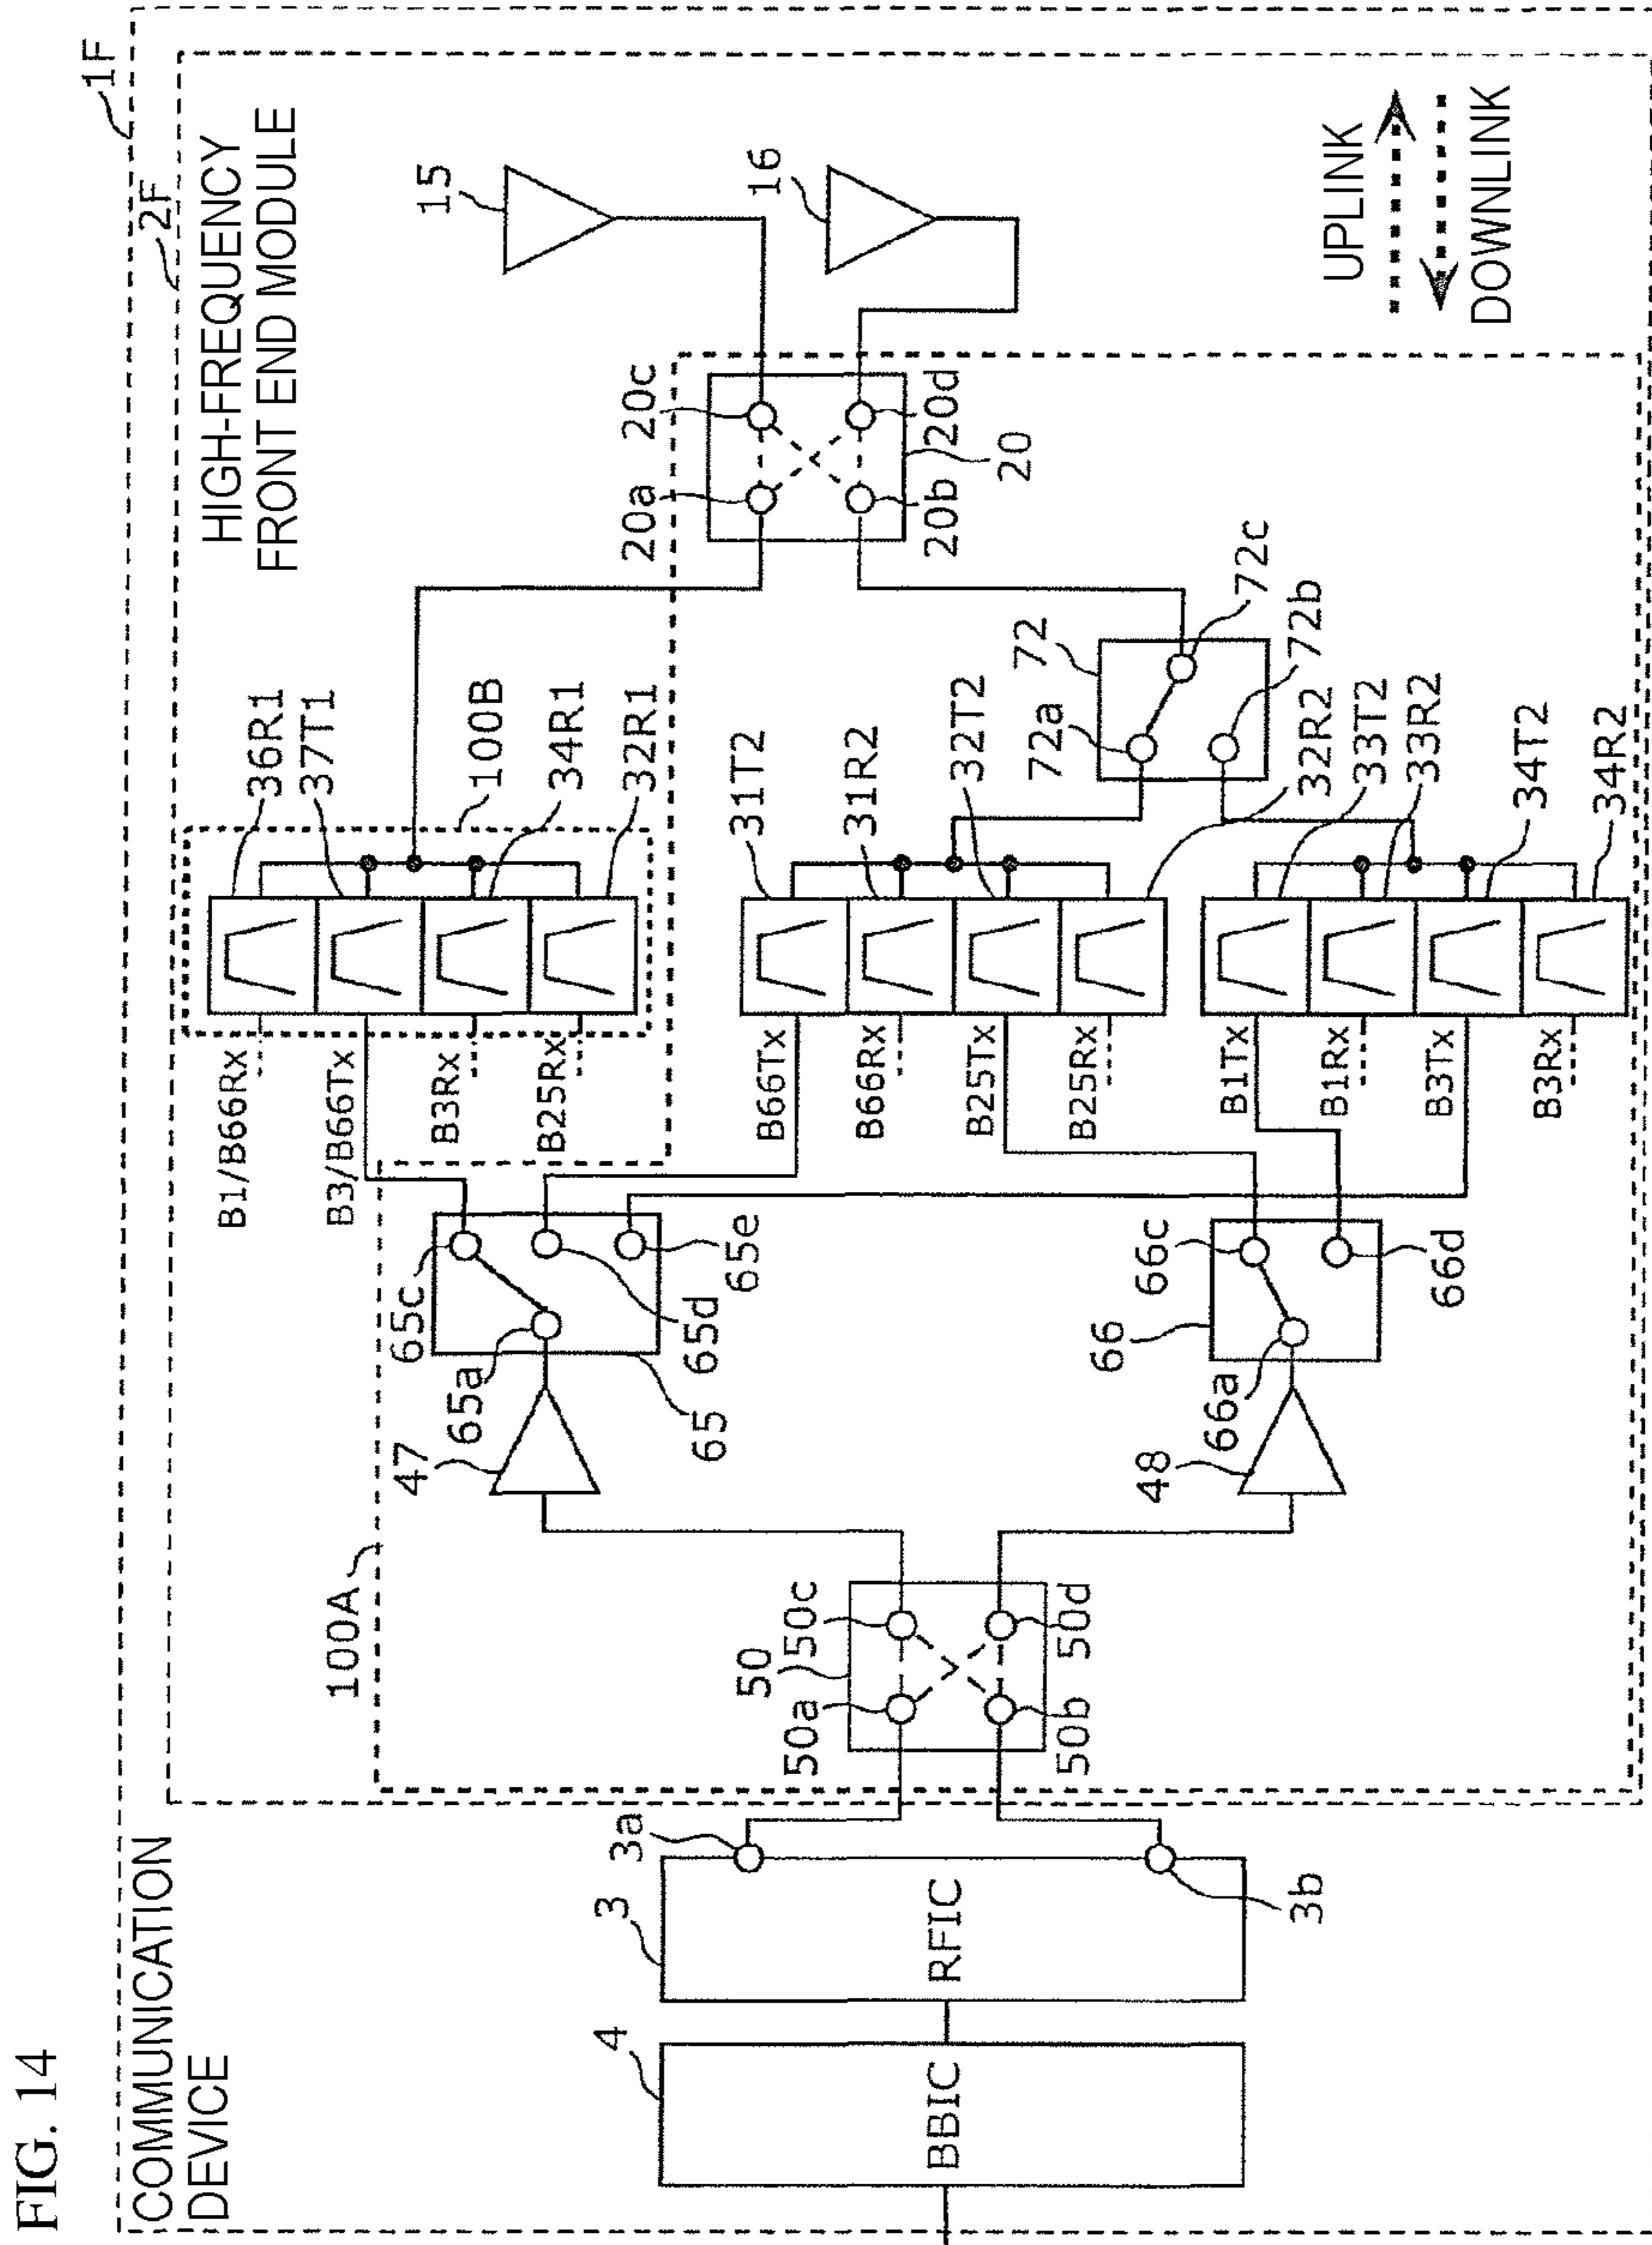 FIG. 14
1F
COMMUNICATION
DEVICE
2F
HIGH-FREQUENCY
FRONT END MODULE
36R1
37T1
100B
34R1
32R1
B1/B66Rx
B3/B66Tx
B3Rx
B25Rx
15
16
100A
47
65c
65a
65d
65e
65
20a
20c
20b
20d
20
31T2
31R2
32T2
32R2
B66Tx
B66Rx
B25Tx
B25Rx
72
72a
72c
72b
4
BBIC
3
RFIC
3a
3b
50
50a
50c
50b
50d
48
66
66a
66c
66d
B1Tx
B1Rx
B3Tx
B3Rx
33T2
33R2
34T2
34R2
UPLINK
DOWNLINK